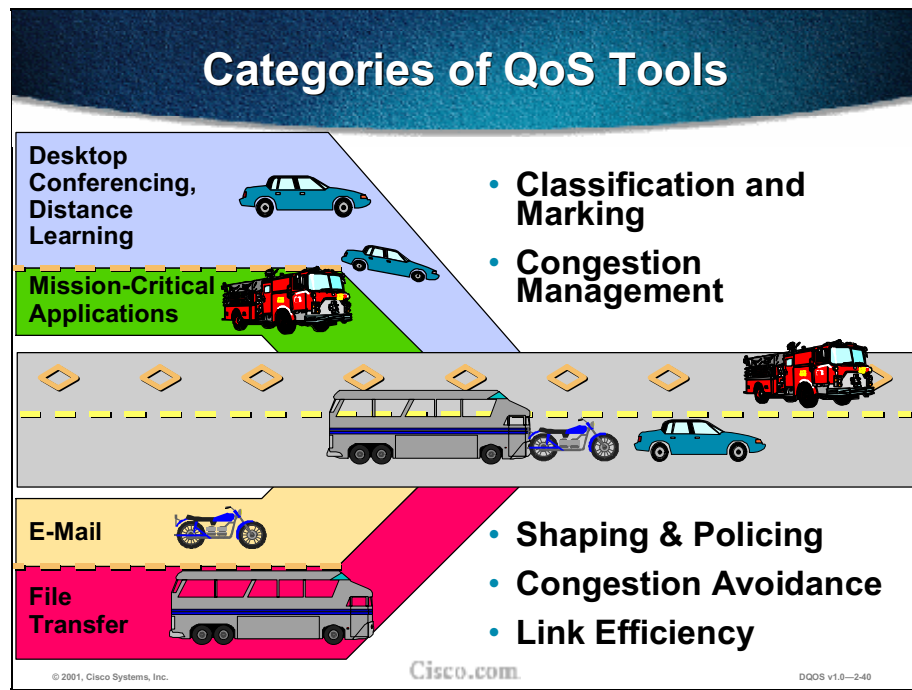 Categories of QoS Tools
Desktop
Conferencing,
Distance
Learning
Mission-Critical
Applications
• Classification and
Marking
• Congestion
Management
E-Mail
File
Transfer
• Shaping & Policing
• Congestion Avoidance
• Link Efficiency
© 2001, Cisco Systems, Inc.
Cisco.com
DQOS v1.0—2-40